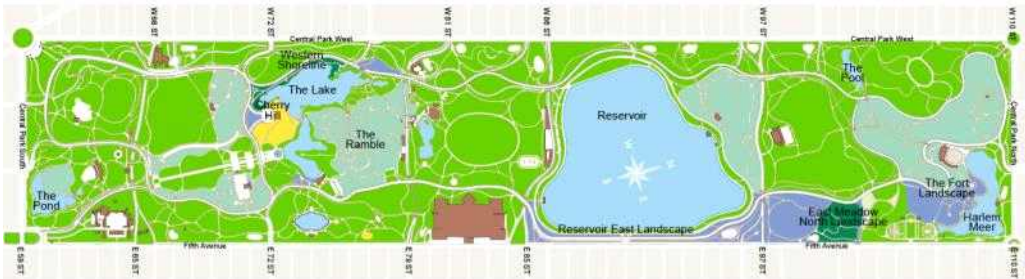 W 66 ST
W 72 ST
W 81 ST
W 86 ST
W 97 ST
W 110 ST
Central Park West
Central Park West
Western
Shoreline
The Lake
Cherry
Hill
The
Ramble
Reservoir
The
Pool
Central Park South
Central Park North
The
Pond
The Fort
Landscape
Harlem
Meer
East Meadow
North Landscape
Reservoir East Landscape
Fifth Avenue
Fifth Avenue
E 59 ST
E 65 ST
E 72 ST
E 79 ST
E 85 ST
E 97 ST
E 110 ST